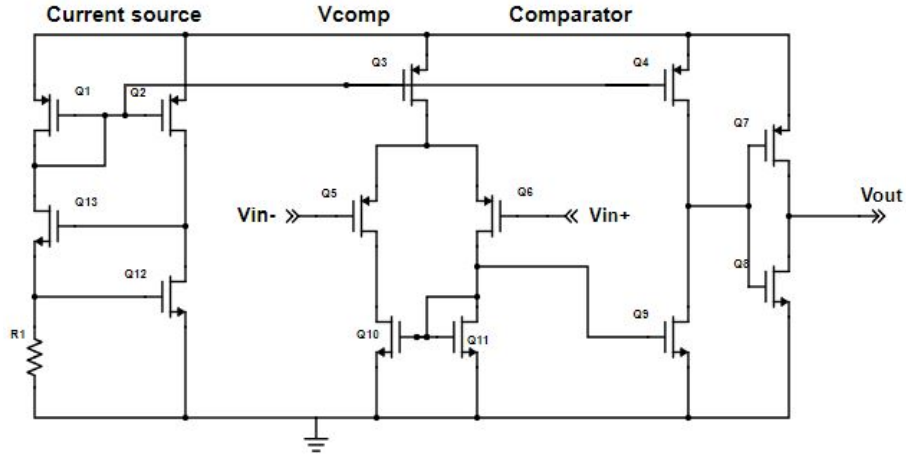 Current source Vcomp Comparator
Q1 Q2 Q3 Q4
Q7
Q13 Q5 Q6
Vin- Vin+ Vout
Q12 Q8
R1 Q10 Q11 Q9